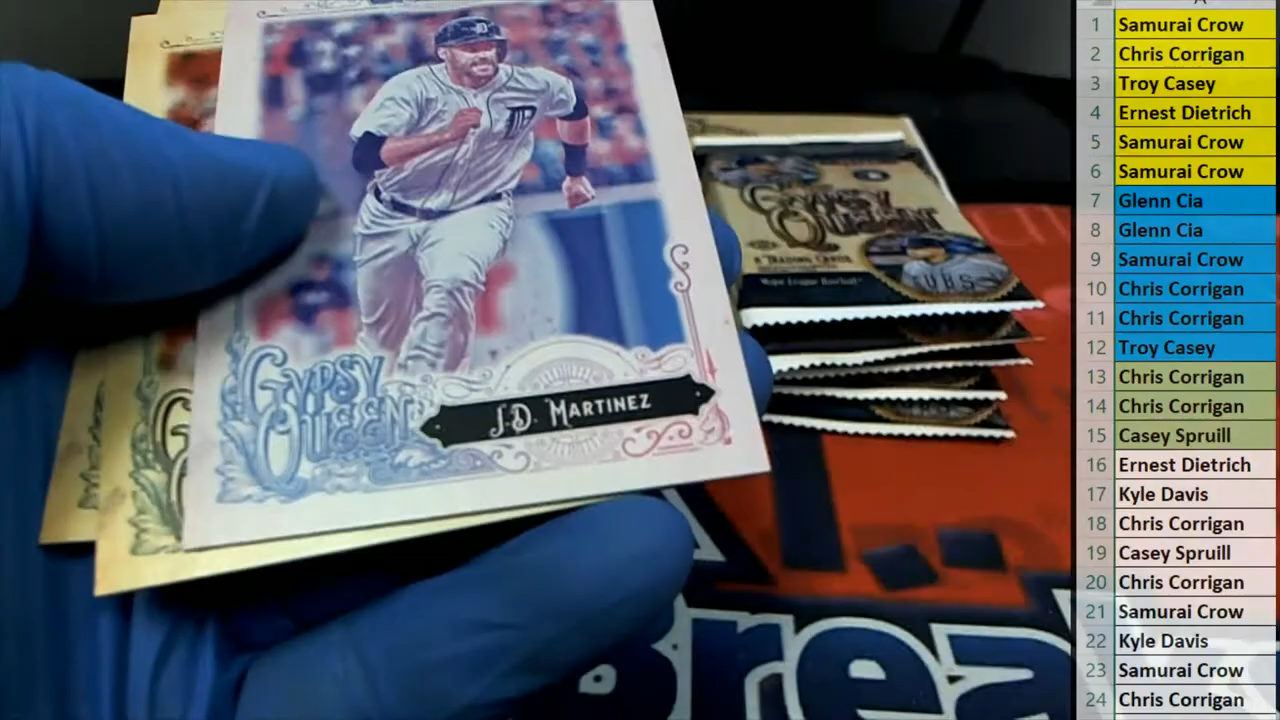 GYPSY
QUEEN
J.D. MARTINEZ
D
GYPSY
QUEEN
8 TRADING CARDS
Major League Baseball
CUBS
Brea
A
1 Samurai Crow
2 Chris Corrigan
3 Troy Casey
4 Ernest Dietrich
5 Samurai Crow
6 Samurai Crow
7 Glenn Cia
8 Glenn Cia
9 Samurai Crow
10 Chris Corrigan
11 Chris Corrigan
12 Troy Casey
13 Chris Corrigan
14 Chris Corrigan
15 Casey Spruill
16 Ernest Dietrich
17 Kyle Davis
18 Chris Corrigan
19 Casey Spruill
20 Chris Corrigan
21 Samurai Crow
22 Kyle Davis
23 Samurai Crow
24 Chris Corrigan